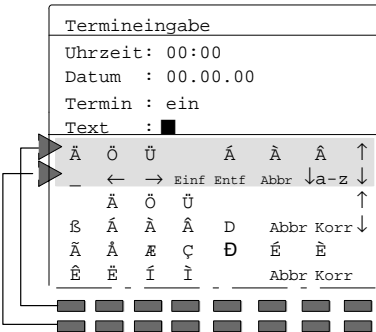 Termineingabe
Uhrzeit: 00:00
Datum : 00.00.00
Termin : ein
Text :
Ä Ö Ü Á À Â ↑
_ ← → Einf Entf Abbr ↓a-z ↓
Ä Ö Ü ↑
ß Á À Â D Abbr Korr ↓
Ã Å Æ Ç Ð É È
Ê Ë Í Ì Abbr Korr